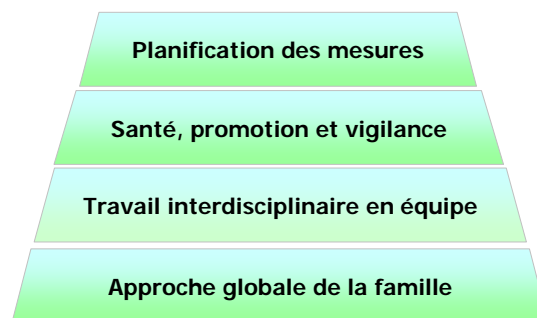 Planification des mesures
Santé, promotion et vigilance
Travail interdisciplinaire en équipe
Approche globale de la famille